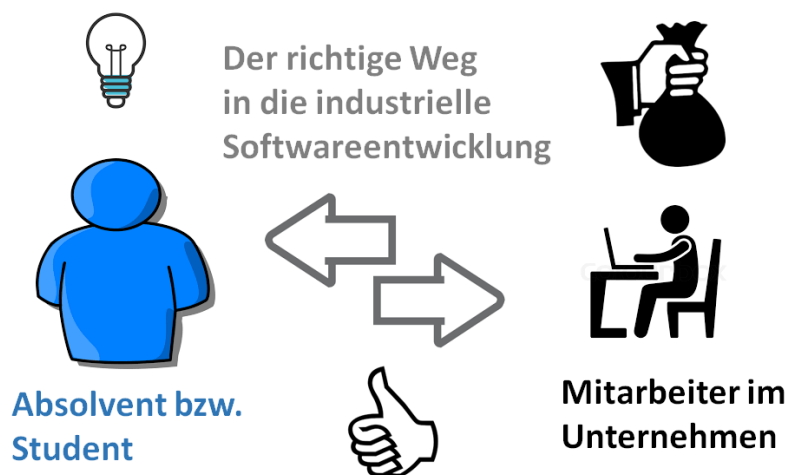 Der richtige Weg
in die industrielle
Softwareentwicklung
Absolvent bzw.
Student
Mitarbeiter im
Unternehmen